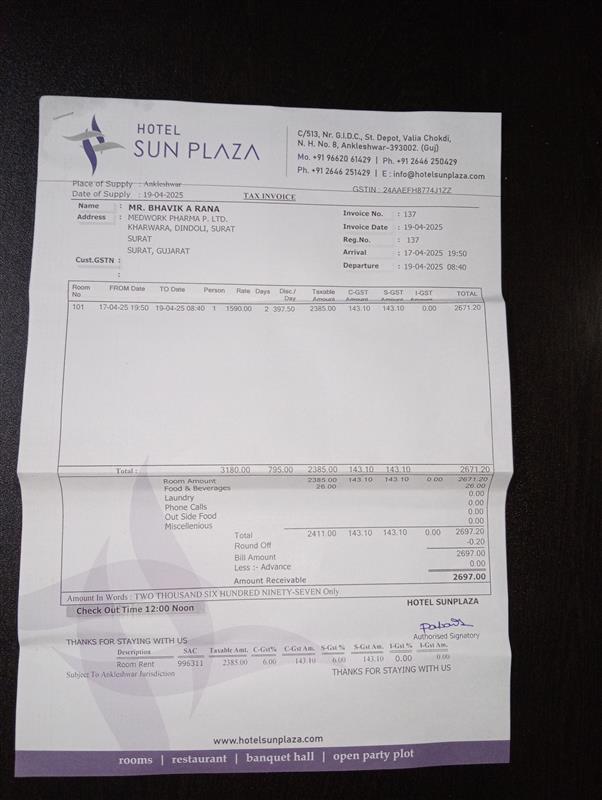 HOTEL
SUN PLAZA
C/513, Nr. G.I.D.C., St. Depot, Valia Chokdi,
N. H. No. 8, Ankleshwar-393002. (Guj)
Mo. +91 96620 61429 | Ph. +91 2646 250429
Ph. +91 2646 251429 | E : info@hotelsunplaza.com
Place of Supply : Ankleshwar
GSTIN : 24AAEFH8774J1ZZ
Date of Supply : 19-04-2025
TAX INVOICE
Name : MR. BHAVIK A RANA
Address : MEDWORK PHARMA P. LTD.
KHARWARA, DINDOLI, SURAT
SURAT
SURAT, GUJARAT
Cust.GSTN :
:
Invoice No. : 137
Invoice Date : 19-04-2025
Reg.No. : 137
Arrival : 17-04-2025 19:50
Departure : 19-04-2025 08:40
Room No FROM Date TO Date Person Rate Days Disc./ Day Taxable Amount C-GST Amount S-GST Amount I-GST Amount TOTAL
101 17-04-25 19:50 19-04-25 08:40 1 1590.00 2 397.50 2385.00 143.10 143.10 0.00 2671.20
Total : 3180.00 795.00 2385.00 143.10 143.10 2671.20
Room Amount 2385.00 143.10 143.10 0.00 2671.20
Food & Beverages 26.00 26.00
Laundry 0.00
Phone Calls 0.00
Out Side Food 0.00
Miscellenious 0.00
Total 2411.00 143.10 143.10 0.00 2697.20
Round Off -0.20
Bill Amount 2697.00
Less :- Advance 0.00
Amount Receivable 2697.00
Amount In Words : TWO THOUSAND SIX HUNDRED NINETY-SEVEN Only
Check Out Time 12:00 Noon
HOTEL SUNPLAZA
Authorised Signatory
THANKS FOR STAYING WITH US
Description SAC Taxable Amt. C-Gst% C-Gst Am. S-Gst % S-Gst Am. I-Gst % I-Gst Am.
Room Rent 996311 2385.00 6.00 143.10 6.00 143.10 0.00 0.00
Subject To Ankleshwar Jurisdiction
THANKS FOR STAYING WITH US
www.hotelsunplaza.com
rooms | restaurant | banquet hall | open party plot